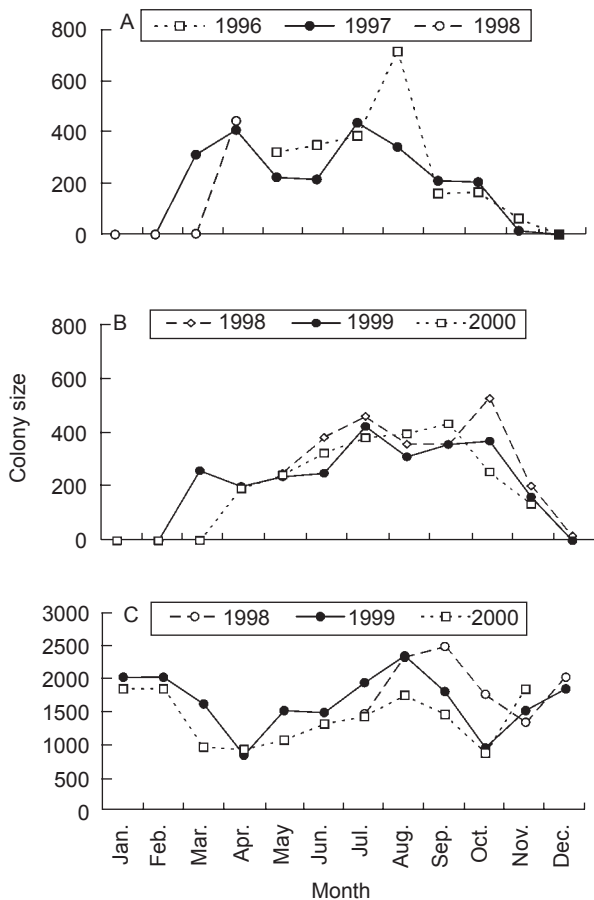 A 1996 1997 1998
800
600
400
200
0
B 1998 1999 2000
800
600
400
200
0
Colony size
C 1998 1999 2000
3000
2500
2000
1500
1000
500
0
Jan. Feb. Mar. Apr. May Jun. Jul. Aug. Sep. Oct. Nov. Dec.
Month